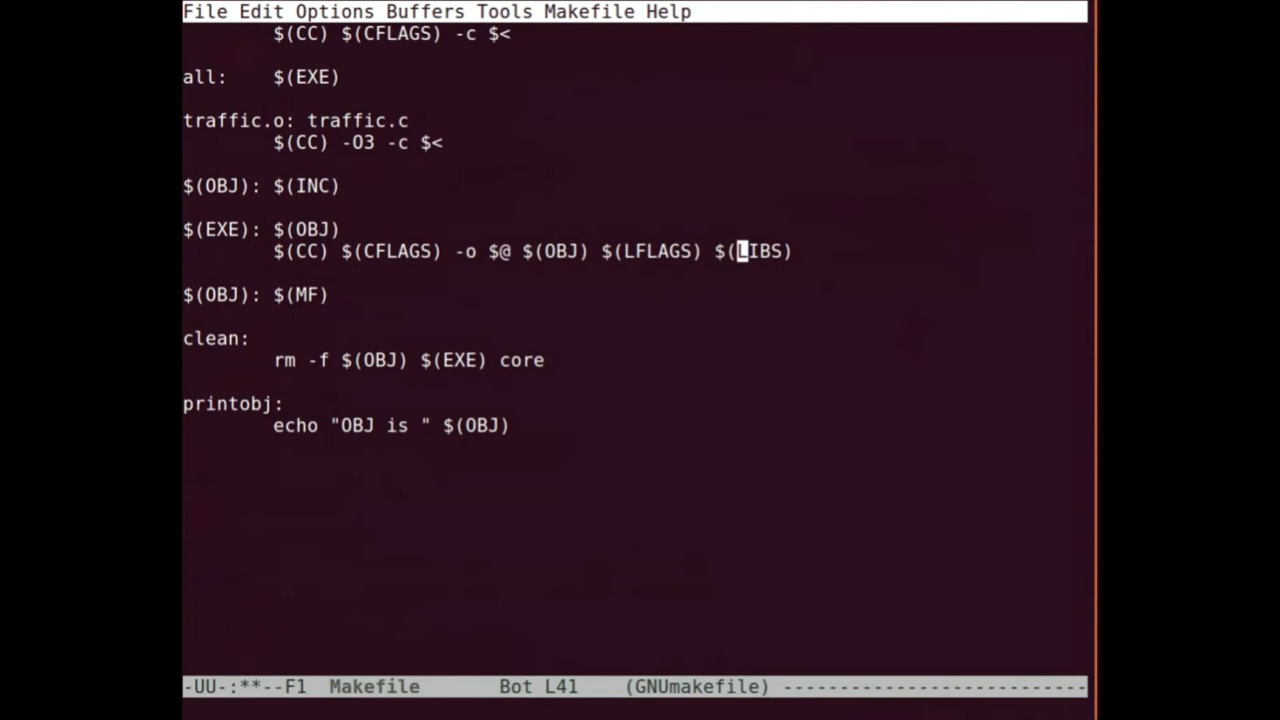 File Edit Options Buffers Tools Makefile Help
$(CC) $(CFLAGS) -c $<
all: $(EXE)
traffic.o: traffic.c
$(CC) -O3 -c $<
$(OBJ): $(INC)
$(EXE): $(OBJ)
$(CC) $(CFLAGS) -o $@ $(OBJ) $(LFLAGS) $(LIBS)
$(OBJ): $(MF)
clean:
rm -f $(OBJ) $(EXE) core
printobj:
echo "OBJ is " $(OBJ)
-UU-:**--F1 Makefile Bot L41 (GNUmakefile) ---------------------------